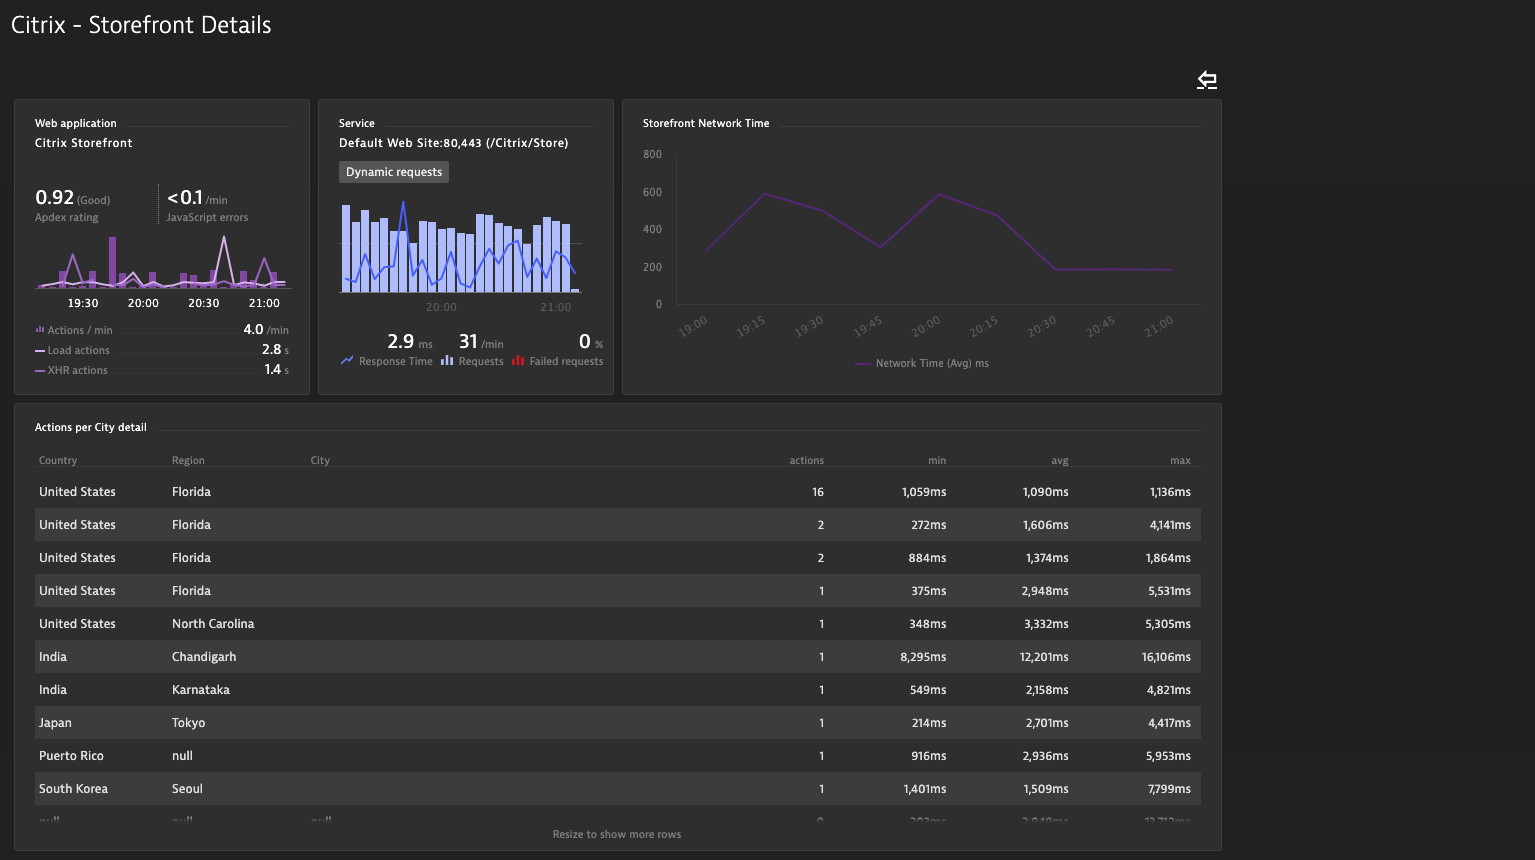 Citrix - Storefront Details
Web application
Citrix Storefront
0.92 (Good)
Apdex rating
<0.1 /min
JavaScript errors
19:30 20:00 20:30 21:00
Actions / min 4.0 /min
Load actions 2.8 s
XHR actions 1.4 s
Service
Default Web Site:80,443 (/Citrix/Store)
Dynamic requests
20:00 21:00
2.9 ms 31 /min 0 %
Response Time Requests Failed requests
Storefront Network Time
800
600
400
200
0
19:00 19:15 19:30 19:45 20:00 20:15 20:30 20:45 21:00
Network Time (Avg) ms
Actions per City detail
Country Region City actions min avg max
United States Florida 16 1,059ms 1,090ms 1,136ms
United States Florida 2 272ms 1,606ms 4,141ms
United States Florida 2 884ms 1,374ms 1,864ms
United States Florida 1 375ms 2,948ms 5,531ms
United States North Carolina 1 348ms 3,332ms 5,305ms
India Chandigarh 1 8,295ms 12,201ms 16,106ms
India Karnataka 1 549ms 2,158ms 4,821ms
Japan Tokyo 1 214ms 2,701ms 4,417ms
Puerto Rico null 1 916ms 2,936ms 5,953ms
South Korea Seoul 1 1,401ms 1,509ms 7,799ms
null null null
Resize to show more rows